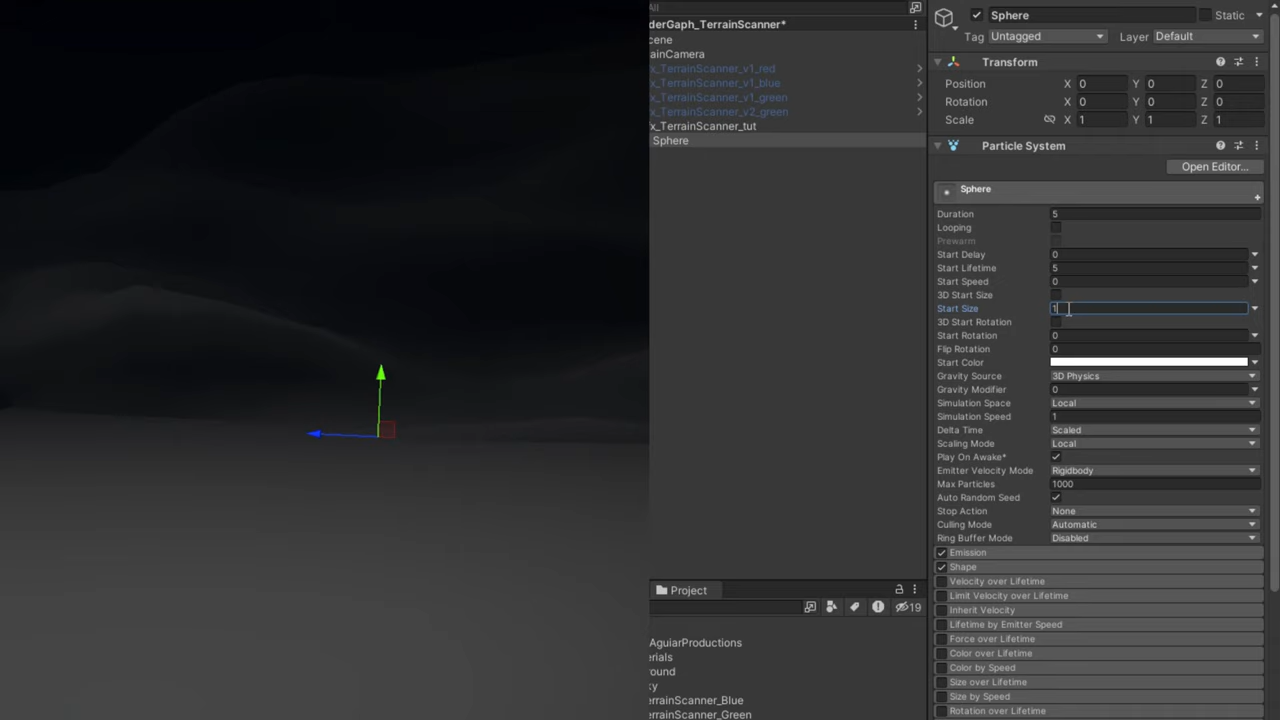 All
derGaph_TerrainScanner*
cene
ainCamera
x_TerrainScanner_v1_red
x_TerrainScanner_v1_blue
x_TerrainScanner_v1_green
x_TerrainScanner_v2_green
x_TerrainScanner_tut
Sphere
Project
19
AguiarProductions
erials
ound
ky
errainScanner_Blue
errainScanner_Green
Sphere
Static
Tag Untagged Layer Default
Transform
Position X 0 Y 0 Z 0
Rotation X 0 Y 0 Z 0
Scale X 1 Y 1 Z 1
Particle System
Open Editor...
Sphere
Duration 5
Looping
Prewarm
Start Delay 0
Start Lifetime 5
Start Speed 0
3D Start Size
Start Size 1
3D Start Rotation
Start Rotation 0
Flip Rotation 0
Start Color
Gravity Source 3D Physics
Gravity Modifier 0
Simulation Space Local
Simulation Speed 1
Delta Time Scaled
Scaling Mode Local
Play On Awake*
Emitter Velocity Mode Rigidbody
Max Particles 1000
Auto Random Seed
Stop Action None
Culling Mode Automatic
Ring Buffer Mode Disabled
Emission
Shape
Velocity over Lifetime
Limit Velocity over Lifetime
Inherit Velocity
Lifetime by Emitter Speed
Force over Lifetime
Color over Lifetime
Color by Speed
Size over Lifetime
Size by Speed
Rotation over Lifetime